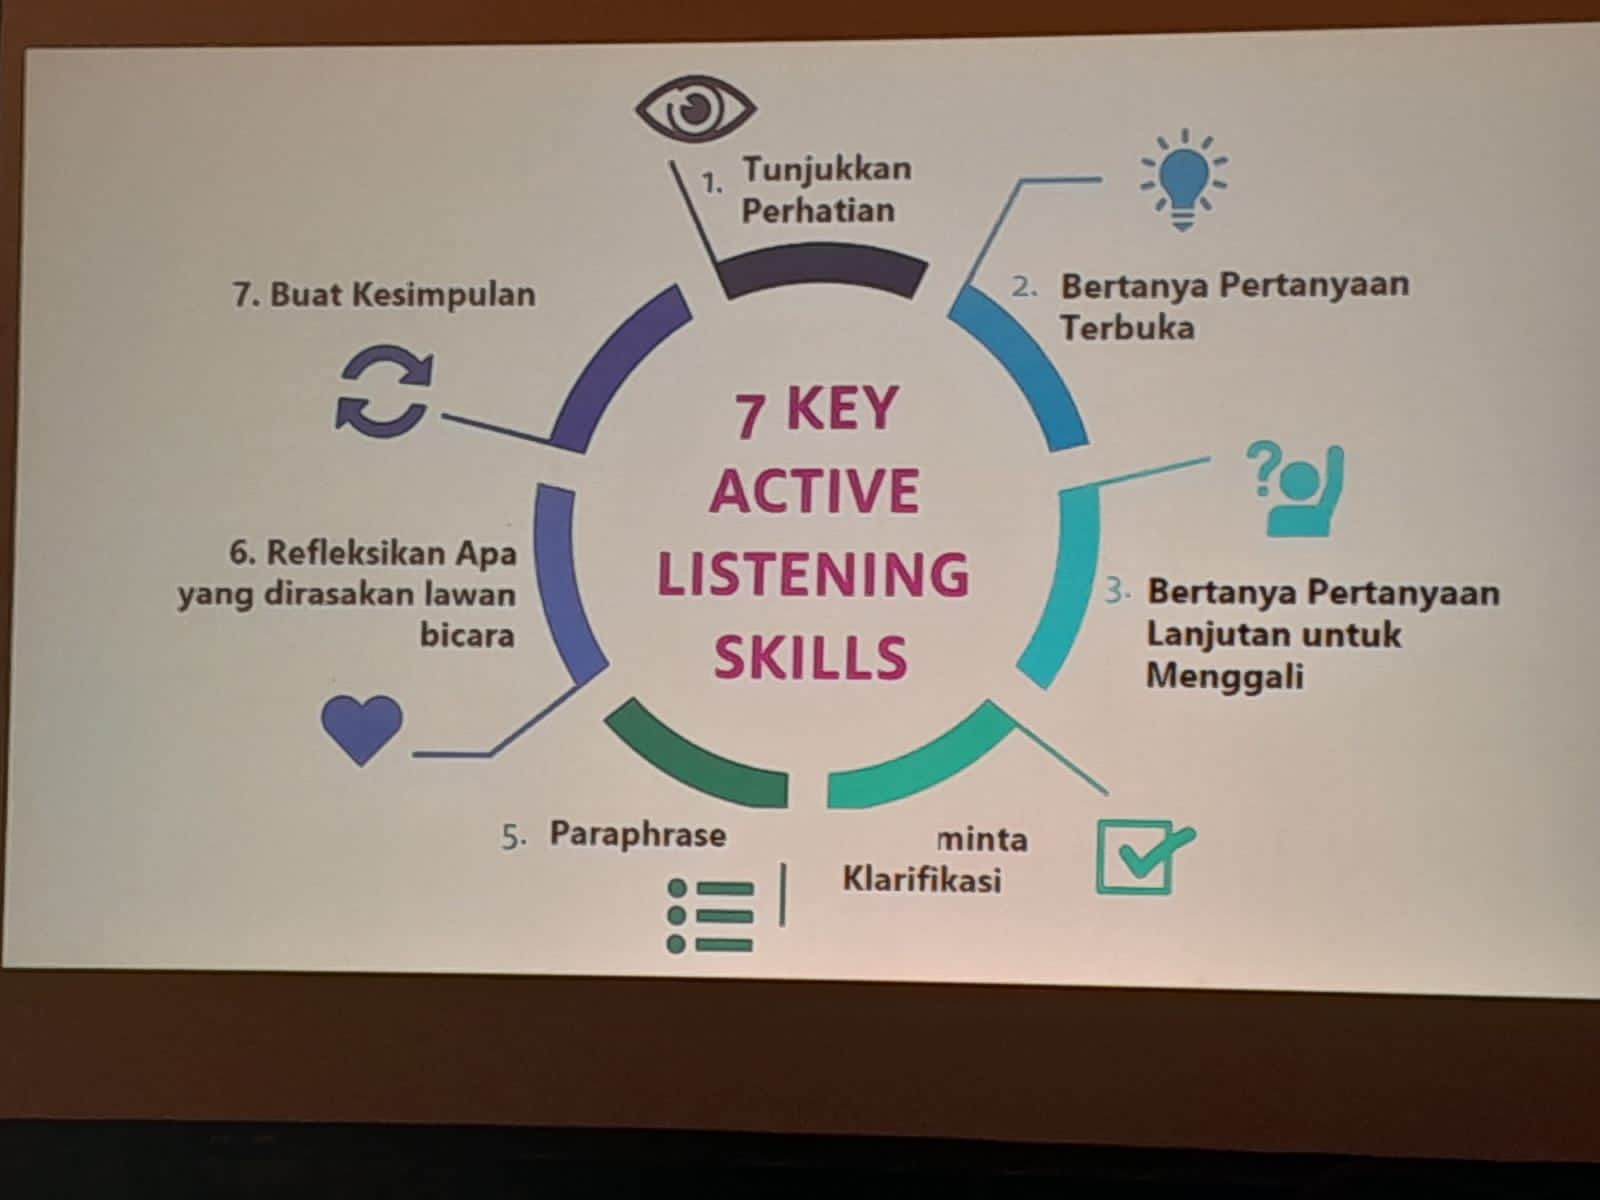 1. Tunjukkan
Perhatian
2. Bertanya Pertanyaan
Terbuka
3. Bertanya Pertanyaan
Lanjutan untuk
Menggali
minta
Klarifikasi
5. Paraphrase
6. Refleksikan Apa
yang dirasakan lawan
bicara
7. Buat Kesimpulan
7 KEY
ACTIVE
LISTENING
SKILLS
?